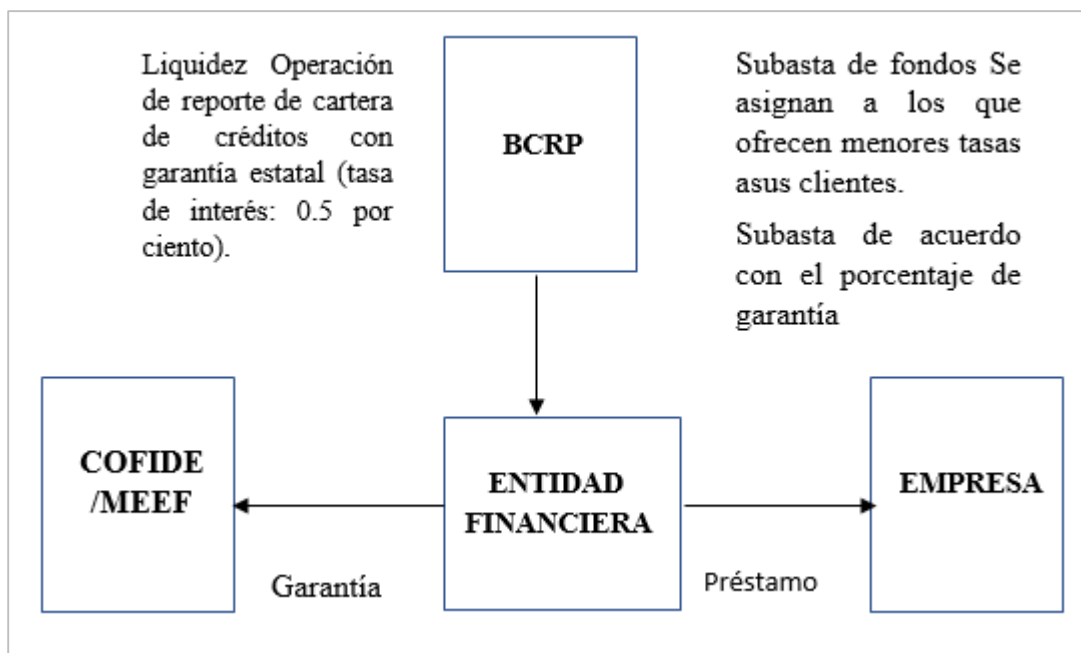 Liquidez Operación
de reporte de cartera
de créditos con
garantía estatal (tasa
de interés: 0.5 por
ciento).
BCRP
Subasta de fondos Se
asignan a los que
ofrecen menores tasas
asus clientes.
Subasta de acuerdo
con el porcentaje de
garantía
COFIDE
/MEEF
ENTIDAD
FINANCIERA
EMPRESA
Garantía
Préstamo